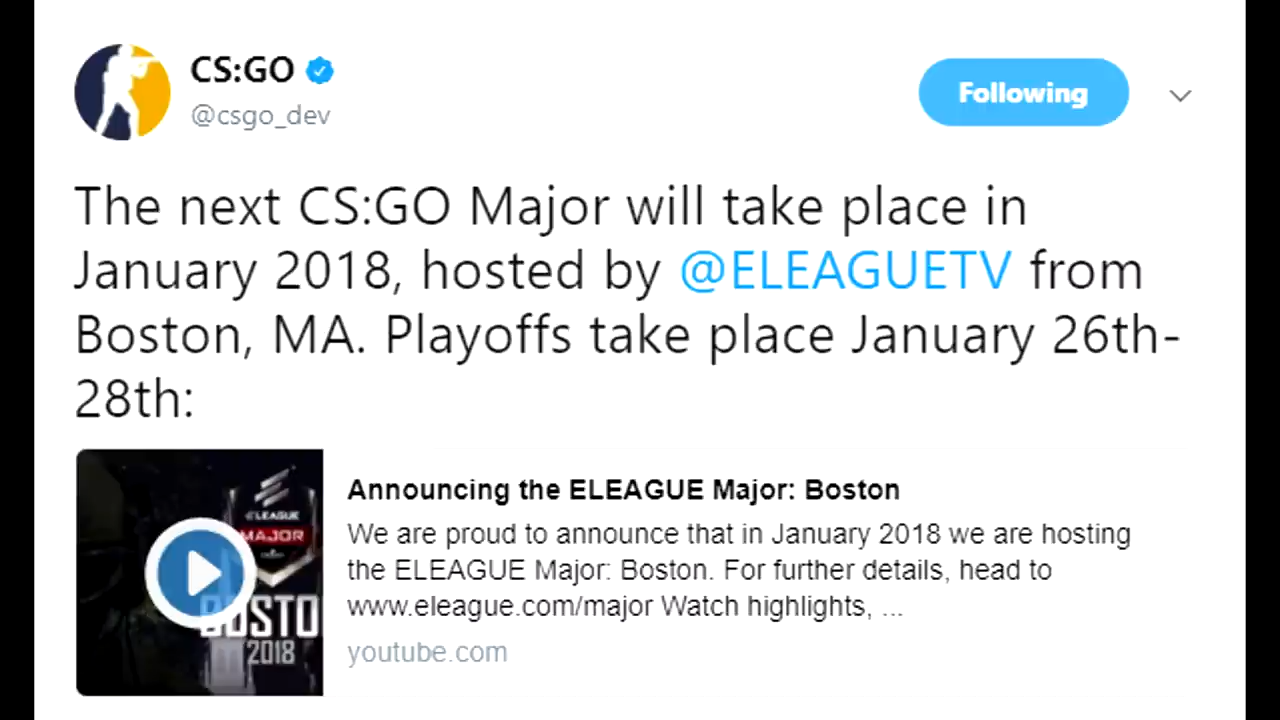 CS:GO
@csgo_dev
Following
The next CS:GO Major will take place in
January 2018, hosted by @ELEAGUETV from
Boston, MA. Playoffs take place January 26th-
28th:
ELEAGUE
MAJOR
BOSTO
2018
Announcing the ELEAGUE Major: Boston
We are proud to announce that in January 2018 we are hosting
the ELEAGUE Major: Boston. For further details, head to
www.eleague.com/major Watch highlights, ...
youtube.com